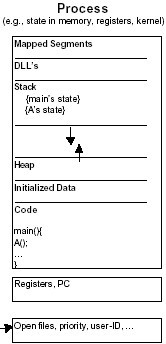 Process
(e.g., state in memory, registers, kernel)
Mapped Segments
DLL's
Stack
{main's state}
{A's state}
Heap
Initialized Data
Code
main(){
A();
...
}
Registers, PC
Open files, priority, user-ID, ...